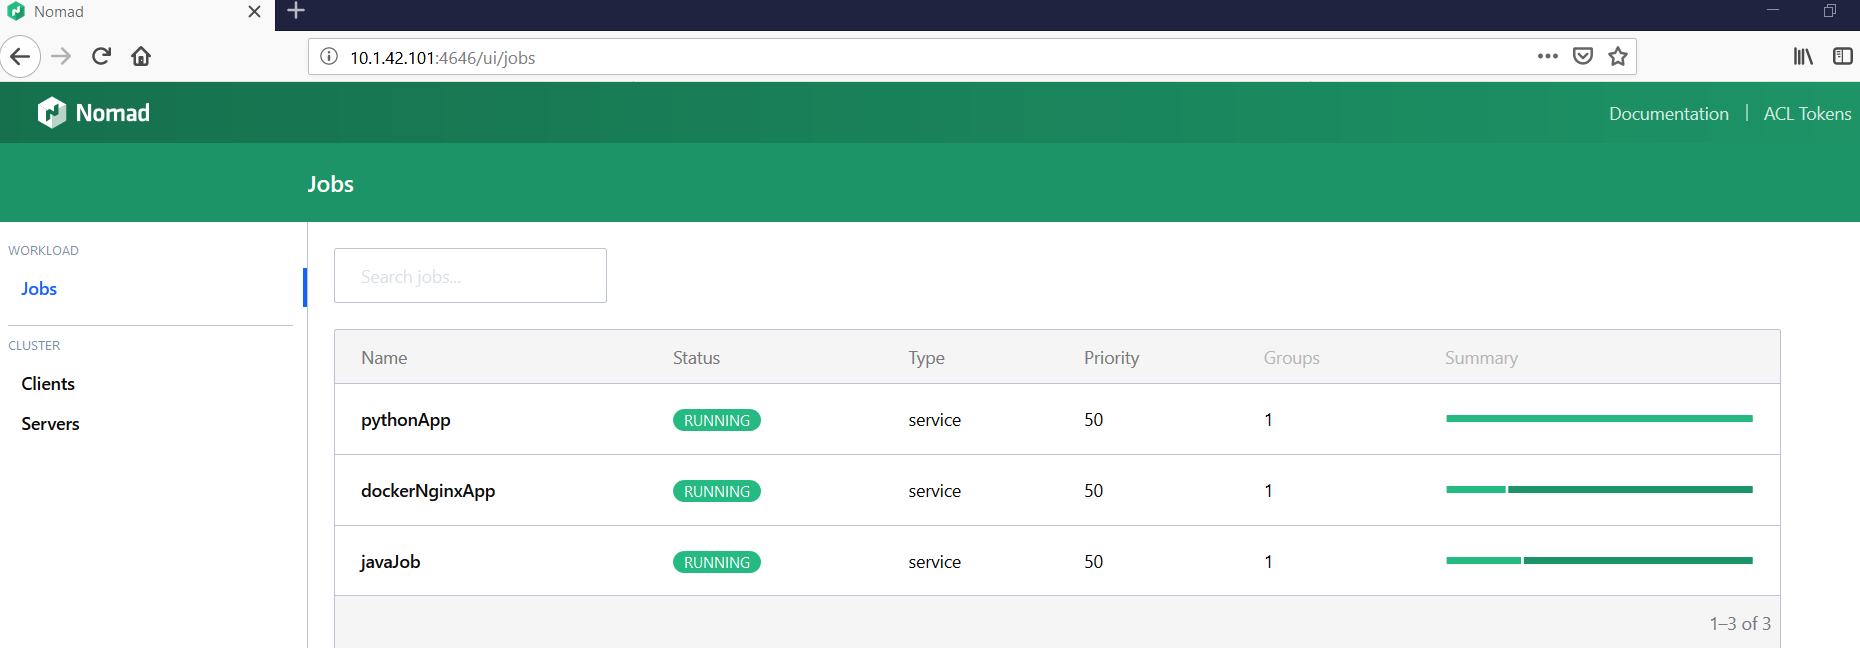 Nomad
10.1.42.101:4646/ui/jobs
Nomad
Documentation | ACL Tokens
Jobs
WORKLOAD
Jobs
CLUSTER
Clients
Servers
Search jobs...
Name Status Type Priority Groups Summary
pythonApp RUNNING service 50 1
dockerNginxApp RUNNING service 50 1
javaJob RUNNING service 50 1
1–3 of 3